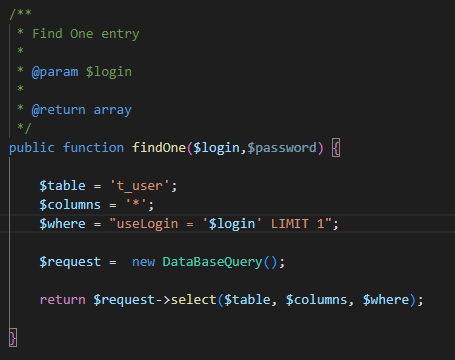 /**
 * Find One entry
 *
 * @param $login
 *
 * @return array
 */
public function findOne($login,$password) {
$table = 't_user';
$columns = '*';
$where = "useLogin = '$login' LIMIT 1";
$request =  new DataBaseQuery();
return $request->select($table, $columns, $where);
}